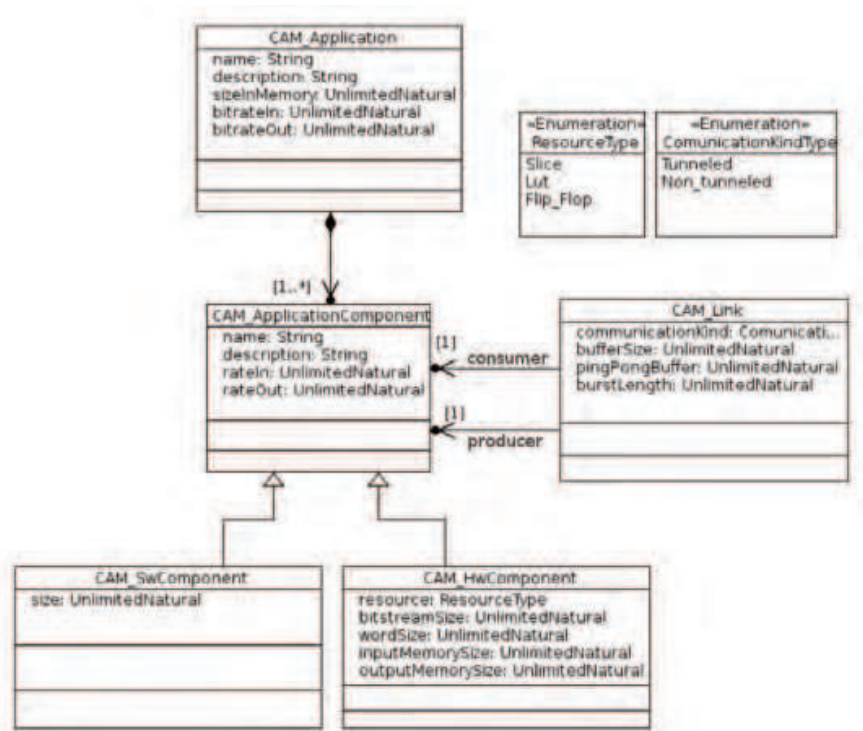 CAM_Application
name: String
description: String
sizeInMemory: UnlimitedNatural
bitrateIn: UnlimitedNatural
bitrateOut: UnlimitedNatural
«Enumeration»
ResourceType
Slice
Lut
Flip_Flop
«Enumeration»
ComunicationKindType
Tunneled
Non_tunneled
[1..*]
CAM_ApplicationComponent
name: String
description: String
rateIn: UnlimitedNatural
rateOut: UnlimitedNatural
[1]
consumer
[1]
producer
CAM_Link
communicationKind: Comunicati...
bufferSize: UnlimitedNatural
pingPongBuffer: UnlimitedNatural
burstLength: UnlimitedNatural
CAM_SwComponent
size: UnlimitedNatural
CAM_HwComponent
resource: ResourceType
bitstreamSize: UnlimitedNatural
wordSize: UnlimitedNatural
inputMemorySize: UnlimitedNatural
outputMemorySize: UnlimitedNatural